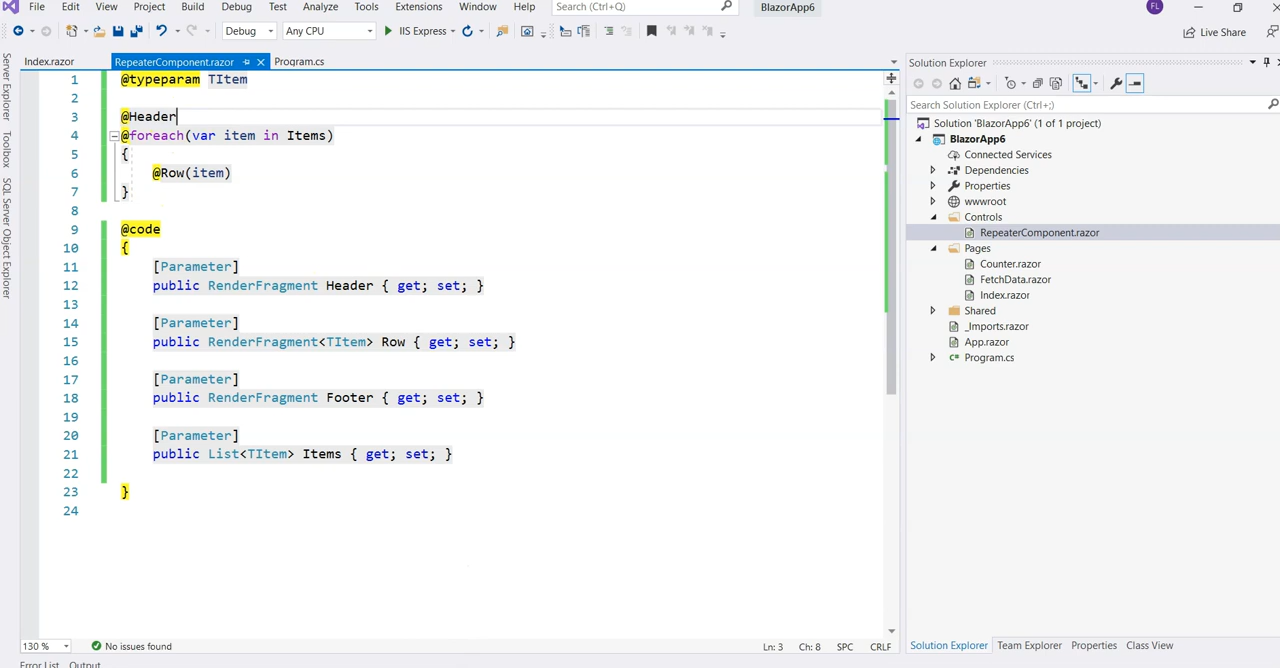 File Edit View Project Build Debug Test Analyze Tools Extensions Window Help Search (Ctrl+Q) BlazorApp6 FL
Debug Any CPU IIS Express Live Share
Server Explorer Toolbox SQL Server Object Explorer
Index.razor RepeaterComponent.razor Program.cs
1 @typeparam TItem
2
3 @Header
4 @foreach(var item in Items)
5 {
6 @Row(item)
7 }
8
9 @code
10 {
11 [Parameter]
12 public RenderFragment Header { get; set; }
13
14 [Parameter]
15 public RenderFragment<TItem> Row { get; set; }
16
17 [Parameter]
18 public RenderFragment Footer { get; set; }
19
20 [Parameter]
21 public List<TItem> Items { get; set; }
22
23 }
24
130 % No issues found Ln: 3 Ch: 8 SPC CRLF
Error List Output
Solution Explorer
Search Solution Explorer (Ctrl+;)
Solution 'BlazorApp6' (1 of 1 project)
BlazorApp6
Connected Services
Dependencies
Properties
wwwroot
Controls
RepeaterComponent.razor
Pages
Counter.razor
FetchData.razor
Index.razor
Shared
_Imports.razor
App.razor
Program.cs
Solution Explorer Team Explorer Properties Class View